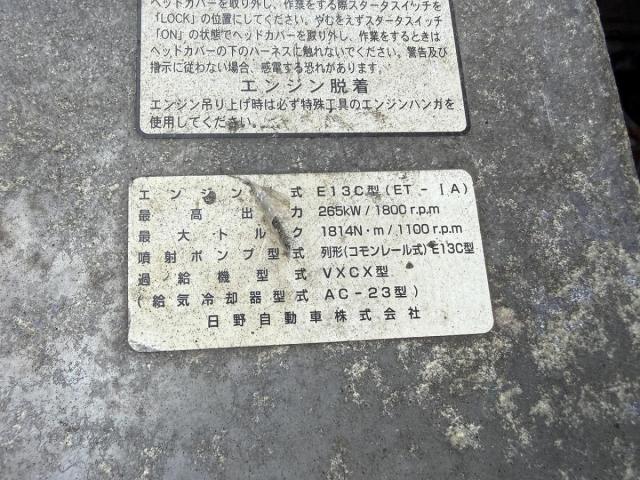 ヘッドカバーを取り外し、作業をする際スタータスイッチを
「LOCK」の位置にしてください。やむをえずスタータスイッチ
「ON」の状態でヘッドカバーを取り外し、作業をするときは
ヘッドカバーの下のハーネスに触れないでください。警告及び
指示に従わない場合、感電する恐れがあります。
エンジン脱着
エンジン吊り上げ時は必ず特殊工具のエンジンハンガを
使用してください。
エンジン 式 E13C型(ET-ⅠA)
最高出力 265kW/1800r.p.m
最大トルク 1814N・m/1100r.p.m
噴射ポンプ型式 列形(コモンレール式)E13C型
過給機型式 VXCX型
(給気冷却器型式 AC-23型)
日野自動車株式会社